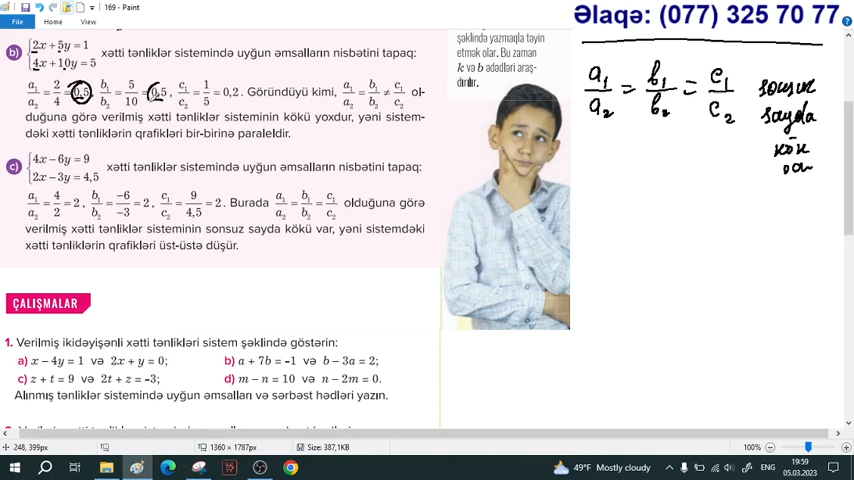 169 - Paint
Əlaqə: (077) 325 70 77
File
Home
View
b) {2x + 5y = 1
4x + 10y = 5
xətti tənliklər sistemində uyğun əmsalların nisbətini tapaq:
a₁/a₂ = 2/4 = 0,5, b₁/b₂ = 5/10 = 0,5, c₁/c₂ = 1/5 = 0,2. Göründüyü kimi, a₁/a₂ = b₁/b₂ ≠ c₁/c₂ ol-
duğuna görə verilmiş xətti tənliklər sisteminin kökü yoxdur, yəni sistem-
dəki xətti tənliklərin qrafikləri bir-birinə paraleldir.
c) {4x − 6y = 9
2x − 3y = 4,5
xətti tənliklər sistemində uyğun əmsalların nisbətini tapaq:
a₁/a₂ = 4/2 = 2, b₁/b₂ = −6/−3 = 2, c₁/c₂ = 9/4,5 = 2. Burada a₁/a₂ = b₁/b₂ = c₁/c₂ olduğuna görə
verilmiş xətti tənliklər sisteminin sonsuz sayda kökü var, yəni sistemdəki
xətti tənliklərin qrafikləri üst-üstə düşür.
şəklində yazmaqla təyin
etmək olar. Bu zaman
k və b ədədləri araş-
dırılır.
a₁/a₂ = b₁/b₂ = c₁/c₂
sonsuz
sayda
kök
ÇALIŞMALAR
1. Verilmiş ikidəyişənli xətti tənlikləri sistem şəklində göstərin:
a) x − 4y = 1 və 2x + y = 0;
b) a + 7b = −1 və b − 3a = 2;
c) z + t = 9 və 2t + z = −3;
d) m − n = 10 və n − 2m = 0.
Alınmış tənliklər sistemində uyğun əmsalları və sərbəst hədləri yazın.
248, 399px
1360 × 1787px
Size: 387,1KB
100%
49°F Mostly cloudy
ENG
19:59
05.03.2023